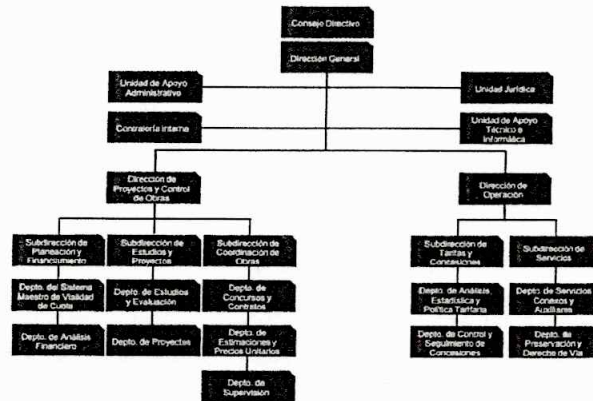 Consejo Directivo
Dirección General
Unidad de Apoyo
Administrativo
Unidad Jurídica
Contraloría Interna
Unidad de Apoyo
Técnico e
Informática
Dirección de
Proyectos y Control
de Obras
Dirección de
Operación
Subdirección de
Planeación y
Financiamiento
Subdirección de
Estudios y
Proyectos
Subdirección de
Coordinación de
Obras
Subdirección de
Tarifas y
Concesiones
Subdirección de
Servicios
Depto. del Sistema
Maestro de Vialidad
de Cuota
Depto. de Estudios
y Evaluación
Depto. de
Concursos y
Contratos
Depto. de Análisis,
Estadística y
Política Tarifaria
Depto. de Servicios
Conexos y
Auxiliares
Depto. de Análisis
Financiero
Depto. de Proyectos
Depto. de
Estimaciones y
Precios Unitarios
Depto. de Control y
Seguimiento de
Concesiones
Depto. de
Preservación y
Derecho de Vía
Depto. de
Supervisión